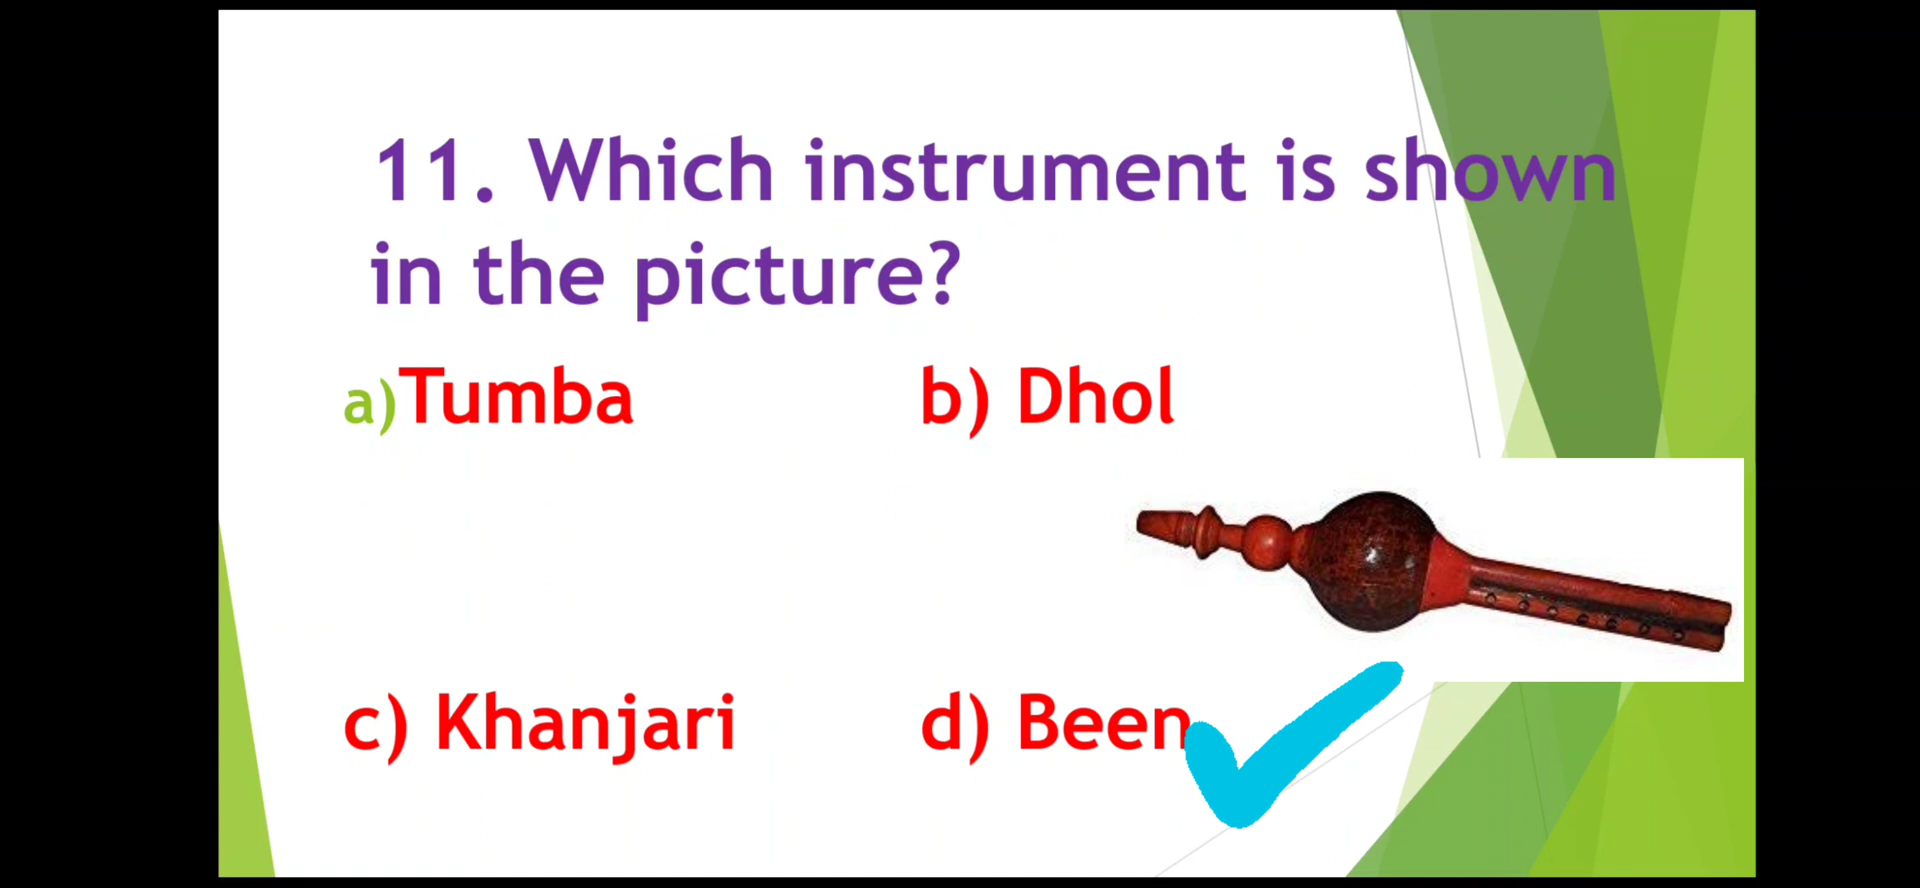 11. Which instrument is shown
in the picture?
a)Tumba b) Dhol
c) Khanjari d) Been